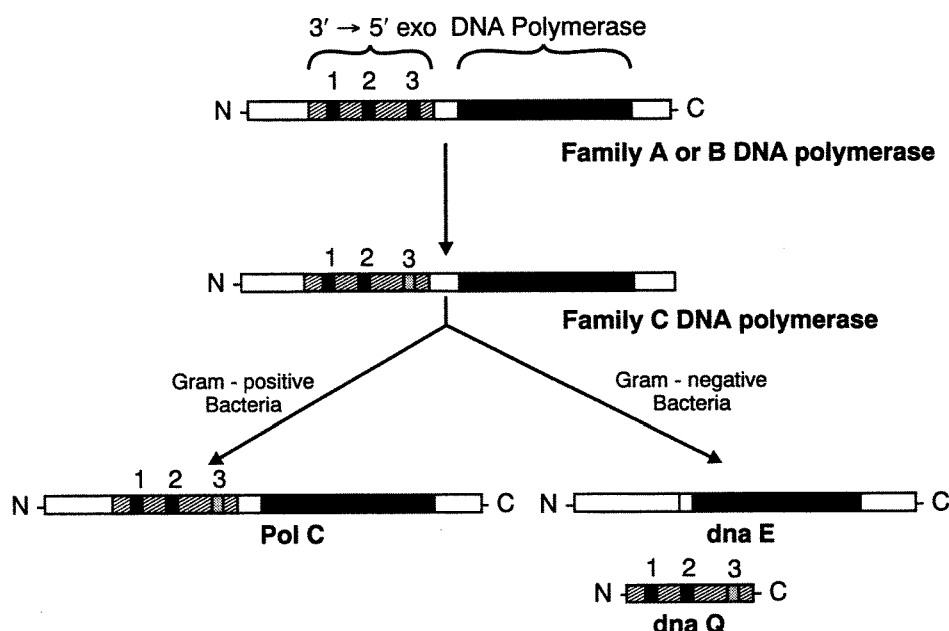 3' → 5' exo DNA Polymerase
1 2 3
N C
Family A or B DNA polymerase
1 2 3
N
Family C DNA polymerase
Gram - positive
Bacteria
Gram - negative
Bacteria
1 2 3
N C
Pol C
N C
dna E
1 2 3
N C
dna Q